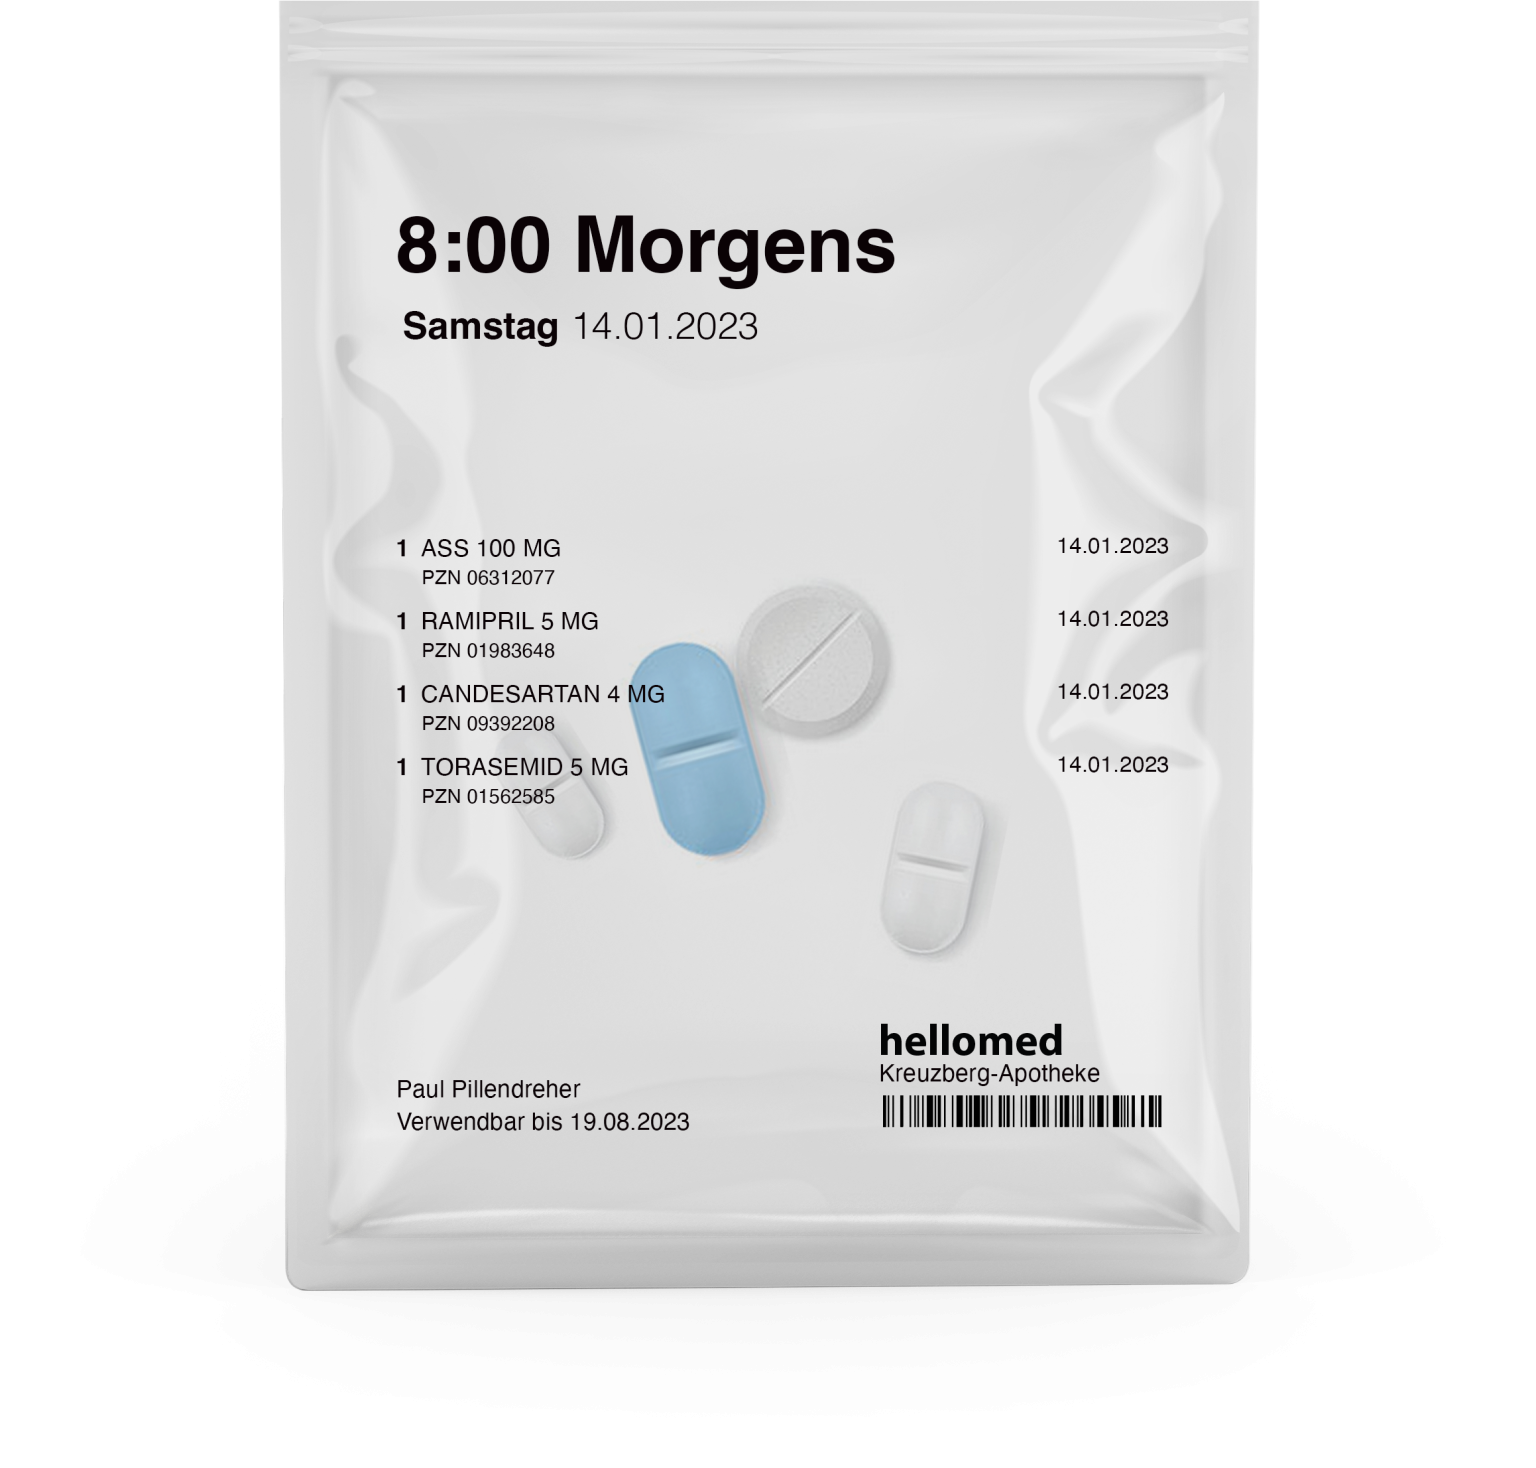 8:00 Morgens
Samstag 14.01.2023
1 ASS 100 MG 14.01.2023
PZN 06312077
1 RAMIPRIL 5 MG 14.01.2023
PZN 01983648
1 CANDESARTAN 4 MG 14.01.2023
PZN 09392208
1 TORASEMID 5 MG 14.01.2023
PZN 01562585
hellomed
Kreuzberg-Apotheke
Paul Pillendreher
Verwendbar bis 19.08.2023